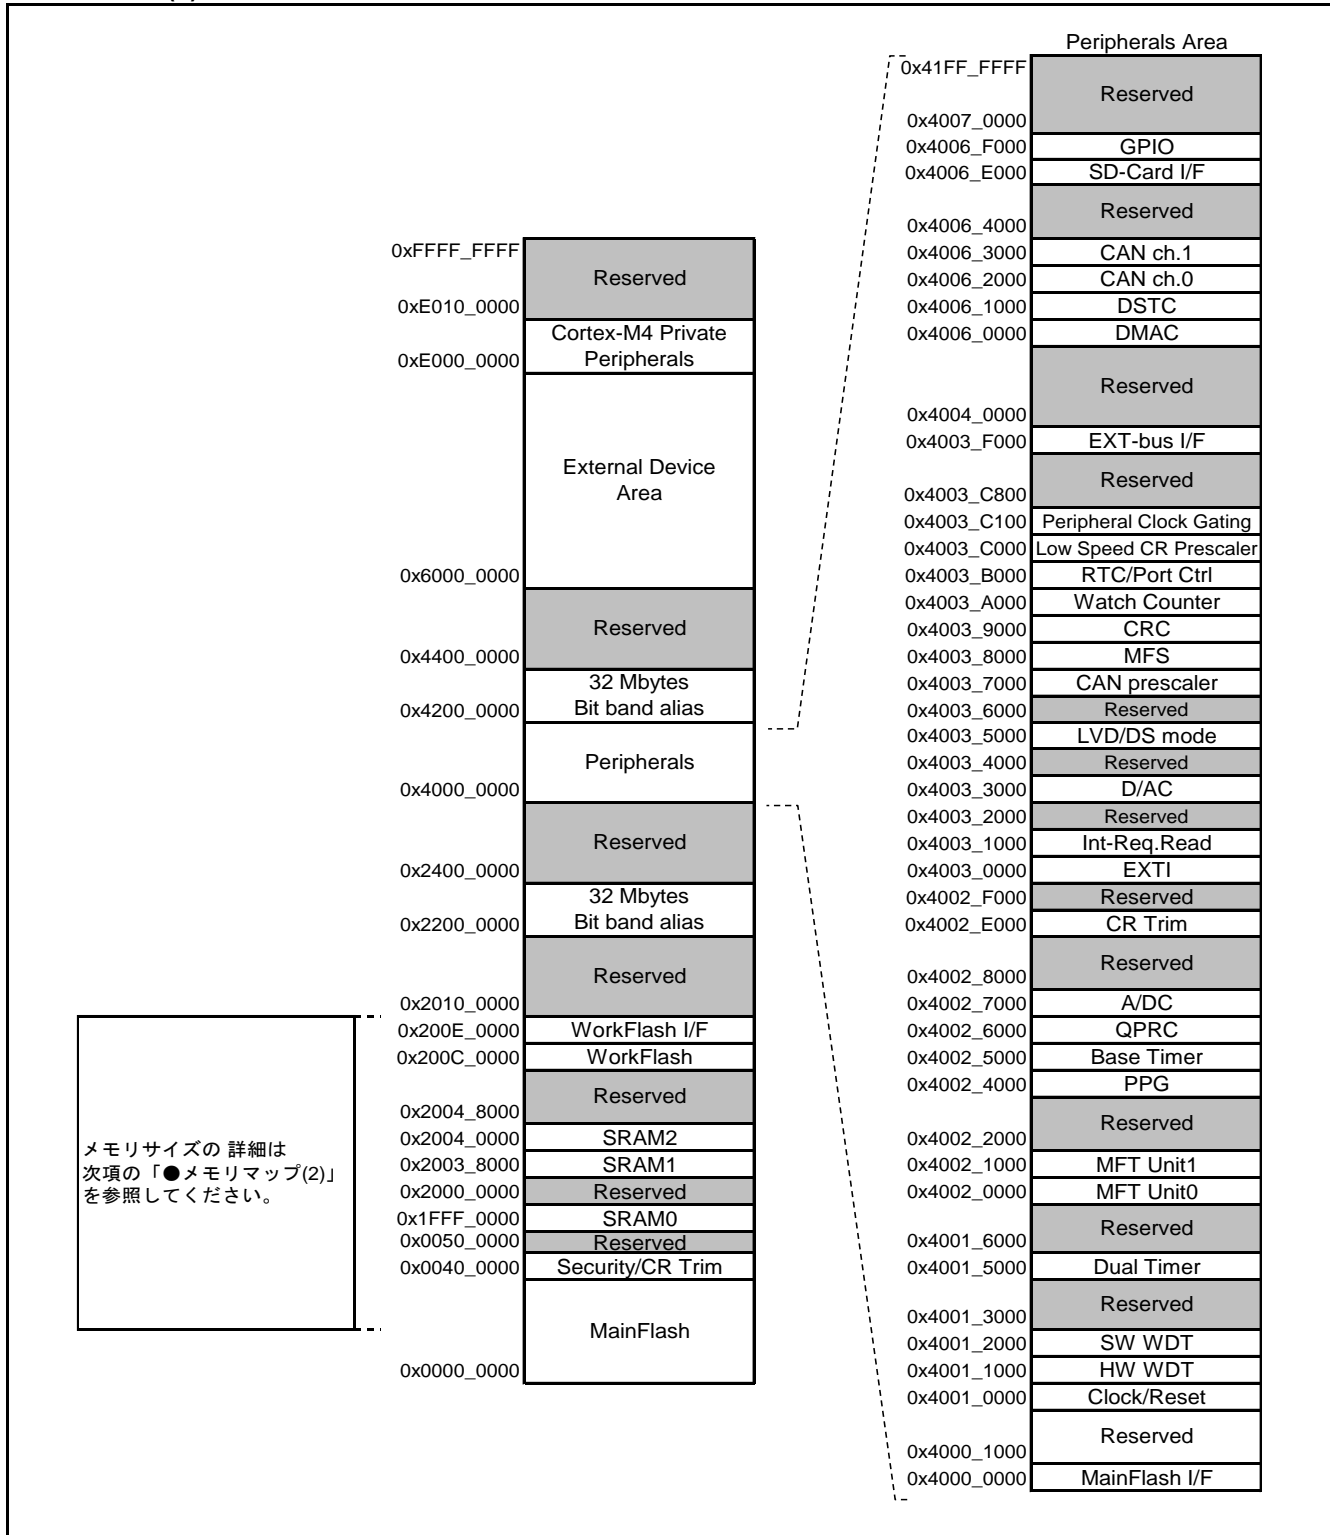 Peripherals Area
0x41FF_FFFF
Reserved
0x4007_0000
0x4006_F000 GPIO
0x4006_E000 SD-Card I/F
Reserved
0x4006_4000
0x4006_3000 CAN ch.1
0x4006_2000 CAN ch.0
0x4006_1000 DSTC
0x4006_0000 DMAC
Reserved
0x4004_0000
0x4003_F000 EXT-bus I/F
Reserved
0x4003_C800
0x4003_C100 Peripheral Clock Gating
0x4003_C000 Low Speed CR Prescaler
0x4003_B000 RTC/Port Ctrl
0x4003_A000 Watch Counter
0x4003_9000 CRC
0x4003_8000 MFS
0x4003_7000 CAN prescaler
0x4003_6000 Reserved
0x4003_5000 LVD/DS mode
0x4003_4000 Reserved
0x4003_3000 D/AC
0x4003_2000 Reserved
0x4003_1000 Int-Req.Read
0x4003_0000 EXTI
0x4002_F000 Reserved
0x4002_E000 CR Trim
Reserved
0x4002_8000
0x4002_7000 A/DC
0x4002_6000 QPRC
0x4002_5000 Base Timer
0x4002_4000 PPG
Reserved
0x4002_2000
0x4002_1000 MFT Unit1
0x4002_0000 MFT Unit0
Reserved
0x4001_6000
0x4001_5000 Dual Timer
Reserved
0x4001_3000
0x4001_2000 SW WDT
0x4001_1000 HW WDT
0x4001_0000 Clock/Reset
Reserved
0x4000_1000
0x4000_0000 MainFlash I/F
0xFFFF_FFFF
Reserved
0xE010_0000
Cortex-M4 Private
0xE000_0000 Peripherals
External Device
Area
0x6000_0000
Reserved
0x4400_0000
32 Mbytes
0x4200_0000 Bit band alias
Peripherals
0x4000_0000
Reserved
0x2400_0000
32 Mbytes
0x2200_0000 Bit band alias
Reserved
0x2010_0000
0x200E_0000 WorkFlash I/F
0x200C_0000 WorkFlash
Reserved
0x2004_8000
0x2004_0000 SRAM2
0x2003_8000 SRAM1
0x2000_0000 Reserved
0x1FFF_0000 SRAM0
0x0050_0000 Reserved
0x0040_0000 Security/CR Trim
MainFlash
0x0000_0000
メモリサイズの 詳細は
次項の「●メモリマップ(2)」
を参照してください。